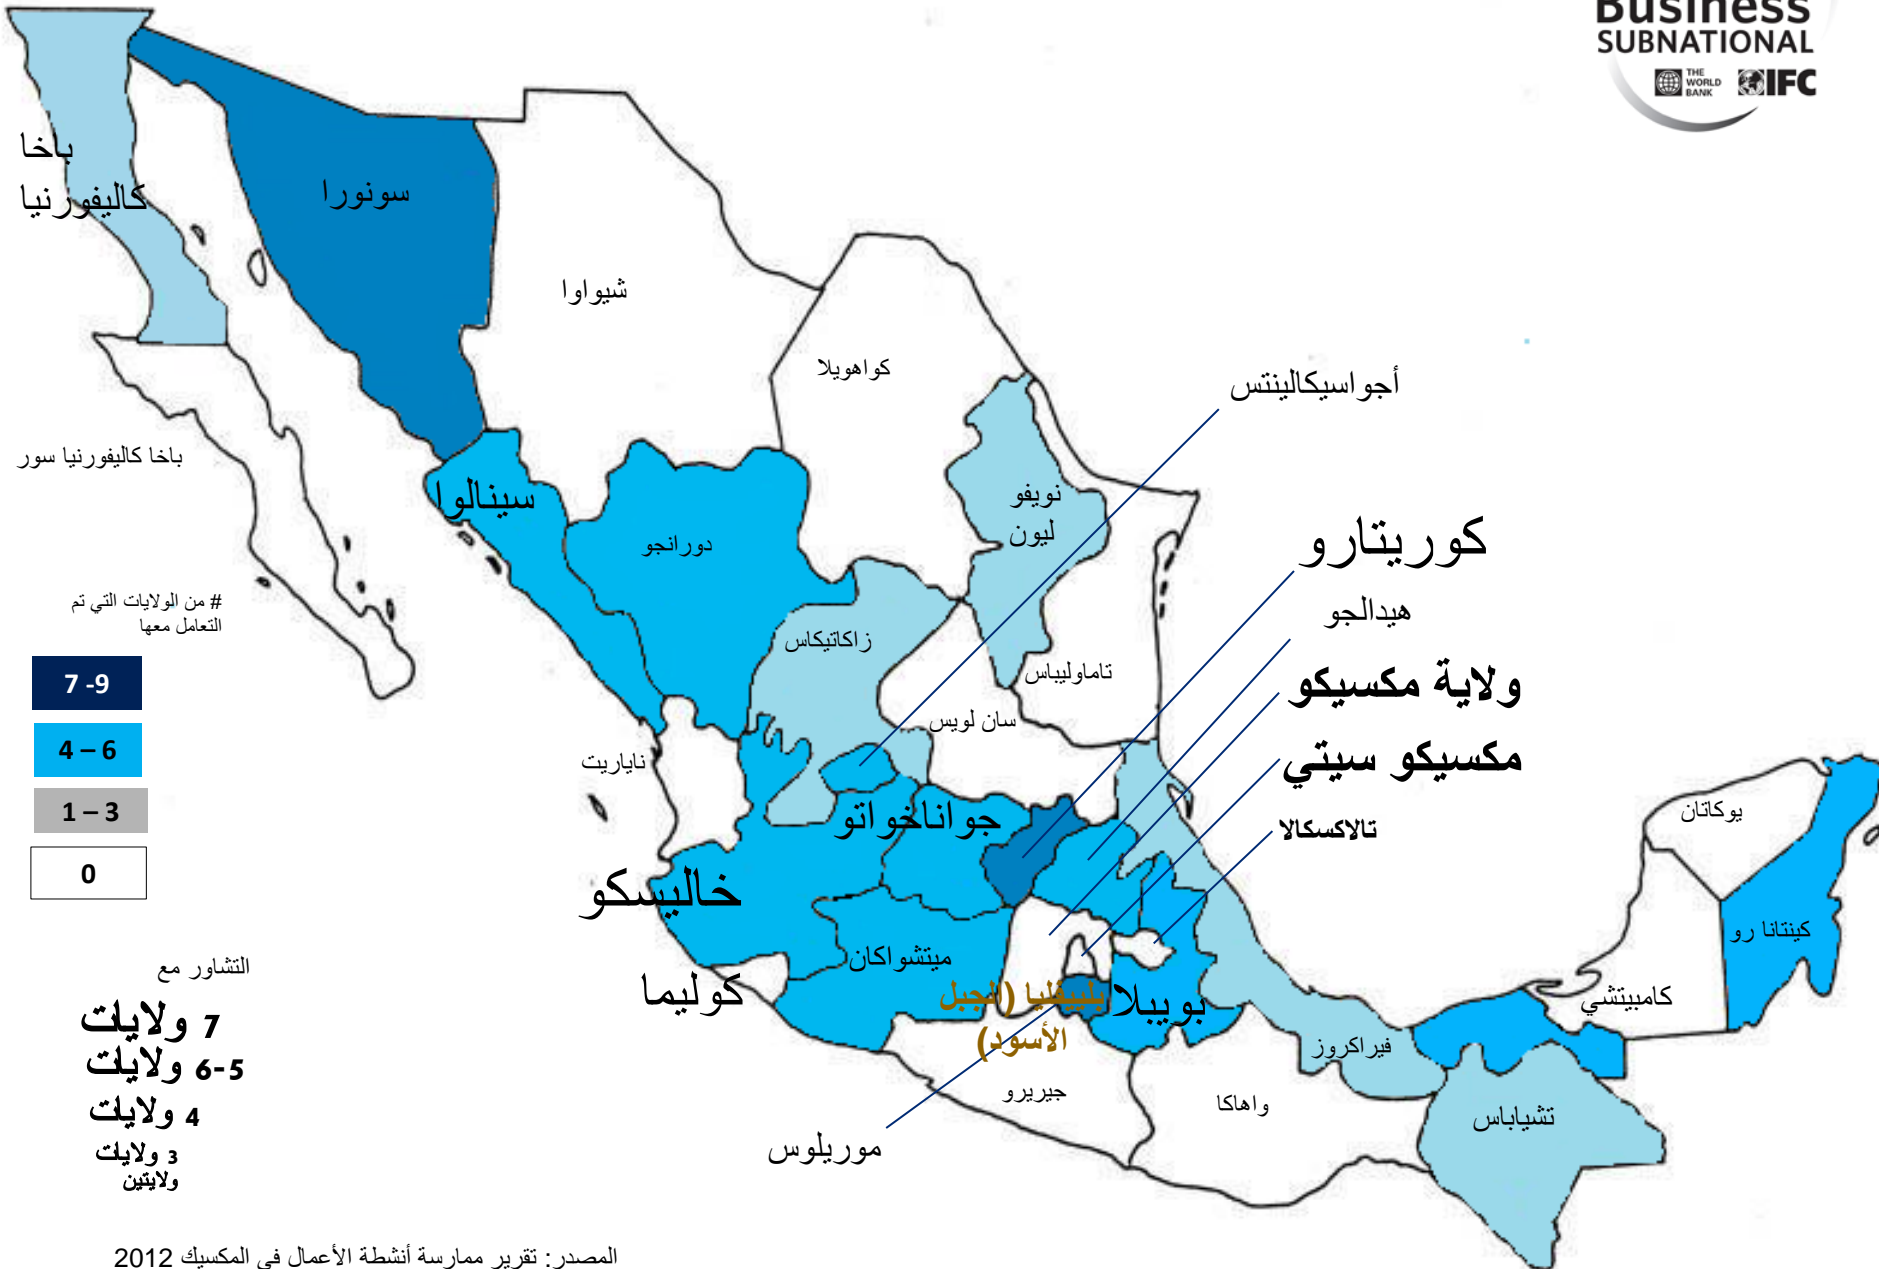 Business
SUBNATIONAL
THE
WORLD
BANK
IFC
باخا
كاليفورنيا
سونورا
شيواوا
كواهويلا
أجواسيكالينتس
باخا كاليفورنيا سور
سينالوا
دورانجو
نويفو
ليون
كوريتارو
هيدالجو
# من الولايات التي تم
التعامل معها
زاكاتيكاس
تاماوليباس
ولاية مكسيكو
7 -9
سان لويس
4 – 6
ناياريت
مكسيكو سيتي
1 – 3
جواناخواتو
تالاكسكالا
يوكاتان
0
خاليسكو
ميتشواكان
كينتانا رو
التشاور مع
كوليما
بليبفليا (الجبل
الأسود)
بويبلا
كامبيتشي
7 ولايات
6-5 ولايات
4 ولايات
3 ولايات
ولايتين
فيراكروز
جيريرو
واهاكا
تشياباس
موريلوس
المصدر: تقرير ممارسة أنشطة الأعمال في المكسيك 2012